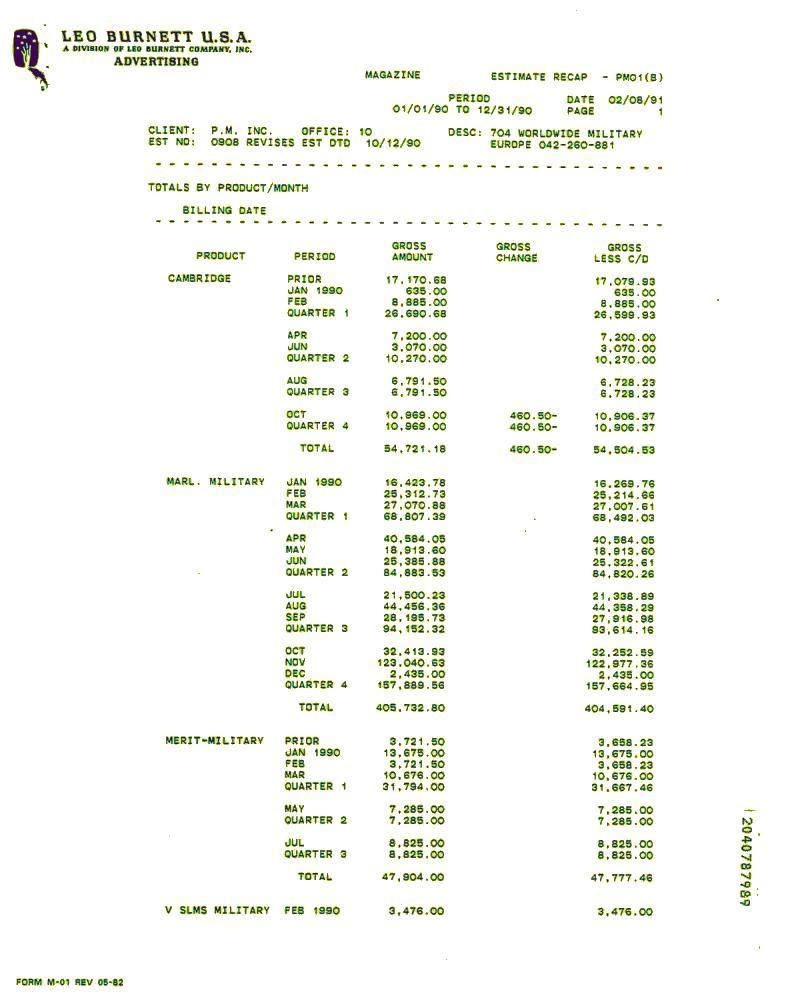 LEO BURNETT U.S.A.
A DIVISION OF LEO BURNETT COMPANY, INC.
ADVERTISING
MAGAZINE ESTIMATE RECAP - PM01(B)
PERIOD DATE 02/08/91
01/01/90 TO 12/31/90 PAGE 1
CLIENT: P.M. INC. OFFICE: 10 DESC: 704 WORLDWIDE MILITARY
EST NO: 0908 REVISES EST DTD 10/12/90 EUROPE 042-260-881
TOTALS BY PRODUCT/MONTH
BILLING DATE
GROSS GROSS GROSS
PRODUCT PERIOD AMOUNT CHANGE LESS C/D
CAMBRIDGE PRIOR 17,170.68 17,079.93
JAN 1990 635.00 635.00
FEB 8,885.00 8,885.00
QUARTER 1 26,690.68 26,599.93
APR 7,200.00 7,200.00
JUN 3,070.00 3,070.00
QUARTER 2 10,270.00 10,270.00
AUG 6,791.50 6,728.23
QUARTER 3 6,791.50 6,728.23
OCT 10,969.00 460.50- 10,906.37
QUARTER 4 10,969.00 460.50- 10,906.37
TOTAL 54,721.18 460.50- 54,504.53
MARL. MILITARY JAN 1990 16,423.78 16,269.76
FEB 25,312.73 25,214.66
MAR 27,070.88 27,007.61
QUARTER 1 68,807.39 68,492.03
APR 40,584.05 40,584.05
MAY 18,913.60 18,913.60
JUN 25,385.88 25,322.61
QUARTER 2 84,883.53 84,820.26
JUL 21,500.23 21,338.89
AUG 44,456.36 44,358.29
SEP 28,195.73 27,916.98
QUARTER 3 94,152.32 93,614.16
OCT 32,413.93 32,252.59
NOV 123,040.63 122,977.36
DEC 2,435.00 2,435.00
QUARTER 4 157,889.56 157,664.95
TOTAL 405,732.80 404,591.40
MERIT-MILITARY PRIOR 3,721.50 3,658.23
JAN 1990 13,675.00 13,675.00
FEB 3,721.50 3,658.23
MAR 10,676.00 10,676.00
QUARTER 1 31,794.00 31,667.46
MAY 7,285.00 7,285.00
QUARTER 2 7,285.00 7,285.00
JUL 8,825.00 8,825.00
QUARTER 3 8,825.00 8,825.00
TOTAL 47,904.00 47,777.46
V SLMS MILITARY FEB 1990 3,476.00 3,476.00
2040787989
FORM M-01 REV 05-82